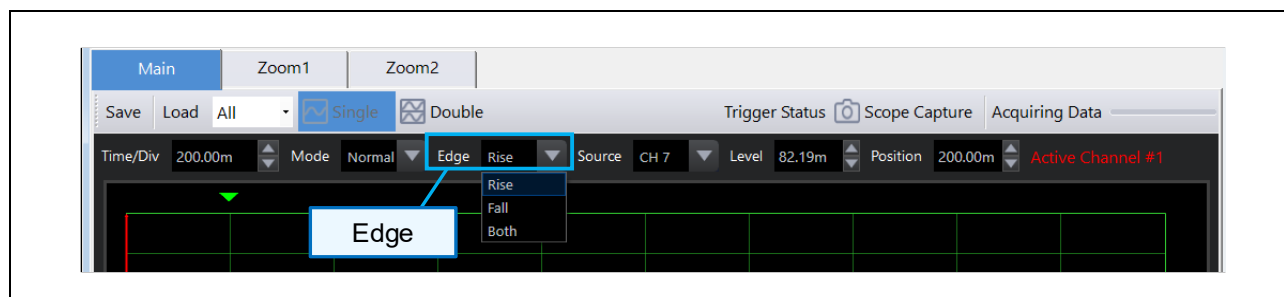 Main Zoom1 Zoom2
Save Load All Single Double Trigger Status Scope Capture Acquiring Data
Time/Div 200.00m Mode Normal Edge Rise Source CH 7 Level 82.19m Position 200.00m Active Channel #1
Rise
Fall
Both
Edge